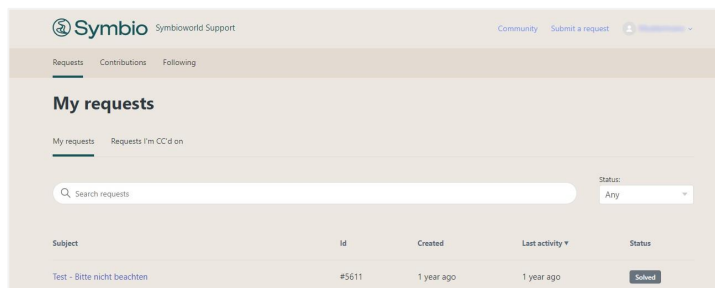 Symbio Symbioworld Support Community Submit a request
Requests Contributions Following
My requests
My requests Requests I'm CC'd on
Status:
Search requests Any
Subject Id Created Last activity ▼ Status
Test - Bitte nicht beachten #5611 1 year ago 1 year ago Solved